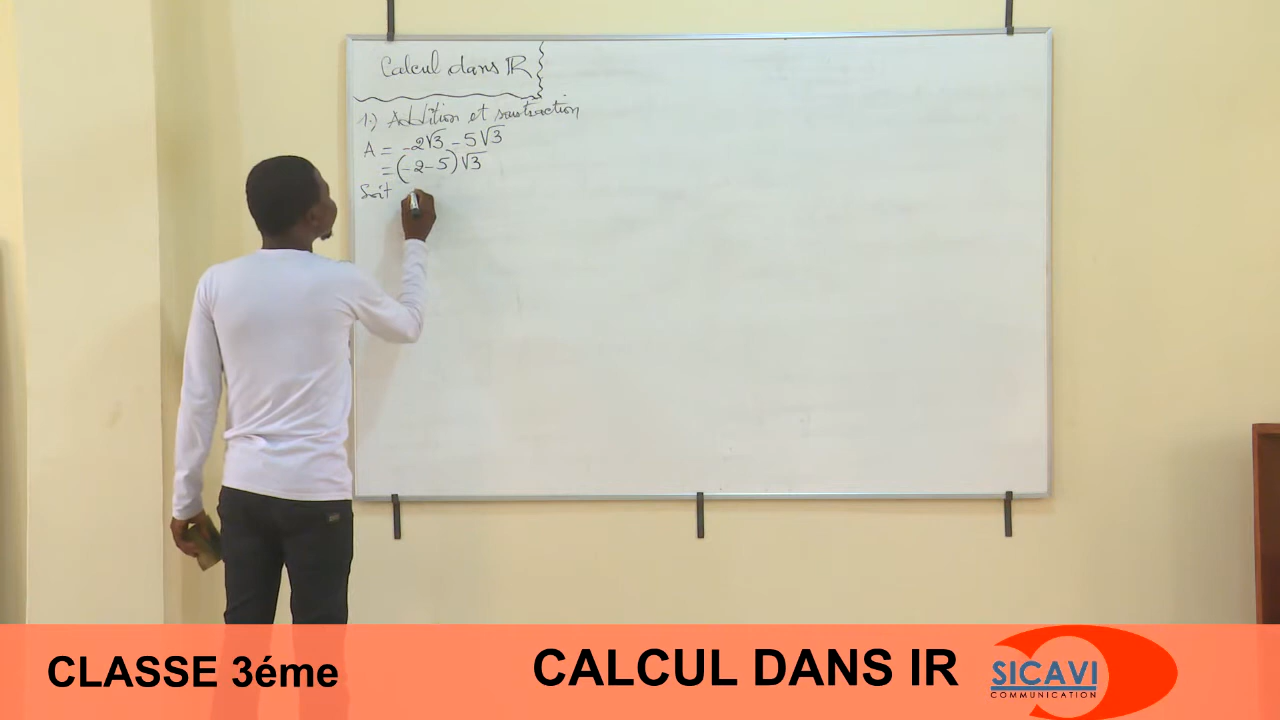 Calcul dans IR
1.) Addition et soustraction
A = -2√3 - 5√3
= (-2-5)√3
Soit
CLASSE 3éme
CALCUL DANS IR
SICAVI
COMMUNICATION